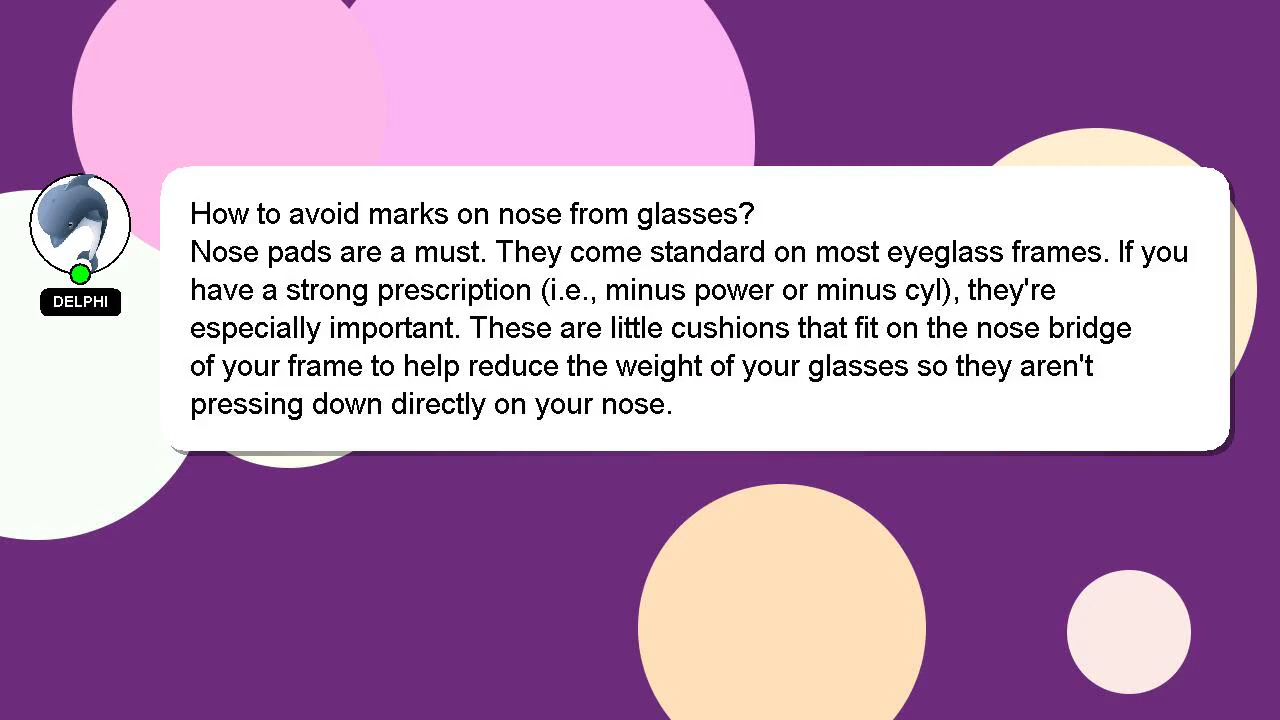 How to avoid marks on nose from glasses?
Nose pads are a must. They come standard on most eyeglass frames. If you
have a strong prescription (i.e., minus power or minus cyl), they're
especially important. These are little cushions that fit on the nose bridge
of your frame to help reduce the weight of your glasses so they aren't
pressing down directly on your nose.
DELPHI